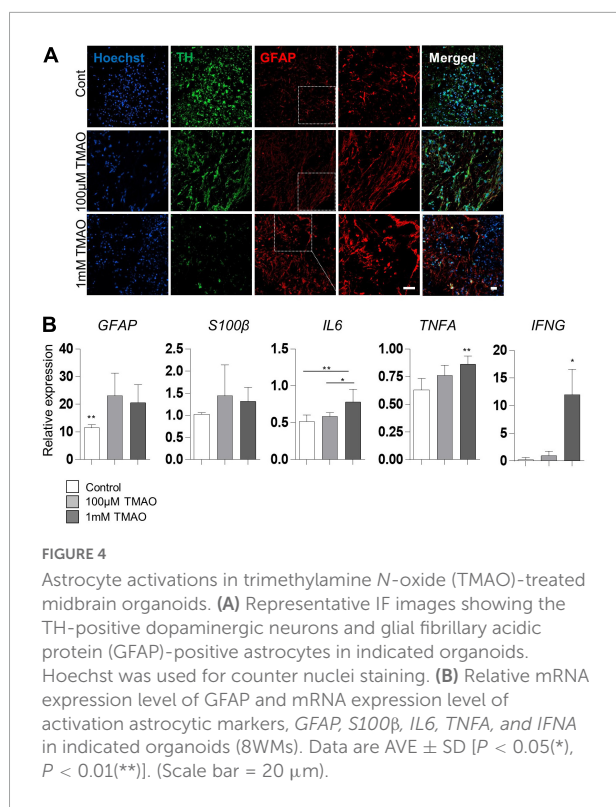 A
Hoechst TH GFAP Merged
Cont
100µM TMAO
1mM TMAO
B
GFAP S100β IL6 TNFA IFNG
Relative expression
40 30 20 10 0
2.5 2.0 1.5 1.0 0.5 0.0
1.5 1.0 0.5 0.0
1.00 0.75 0.50 0.25 0.00
20 15 10 5 0
** ** * ** *
Control
100µM TMAO
1mM TMAO
FIGURE 4
Astrocyte activations in trimethylamine N-oxide (TMAO)-treated
midbrain organoids. (A) Representative IF images showing the
TH-positive dopaminergic neurons and glial fibrillary acidic
protein (GFAP)-positive astrocytes in indicated organoids.
Hoechst was used for counter nuclei staining. (B) Relative mRNA
expression level of GFAP and mRNA expression level of
activation astrocytic markers, GFAP, S100β, IL6, TNFA, and IFNA
in indicated organoids (8WMs). Data are AVE ± SD [P < 0.05(*),
P < 0.01(**)]. (Scale bar = 20 µm).